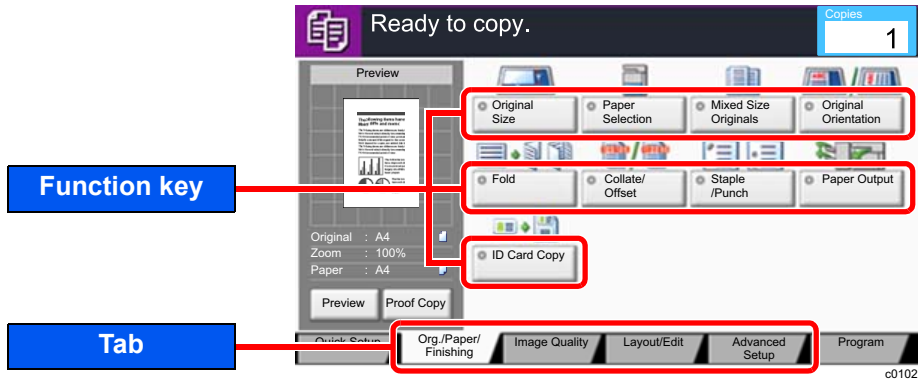 Ready to copy.
Copies
1
Preview
Original
Size
Paper
Selection
Mixed Size
Originals
Original
Orientation
Function key
Fold
Collate/
Offset
Staple
/Punch
Paper Output
Original : A4
Zoom : 100%
Paper : A4
ID Card Copy
Preview
Proof Copy
Tab
Quick Setup
Org./Paper/
Finishing
Image Quality
Layout/Edit
Advanced
Setup
Program
c0102